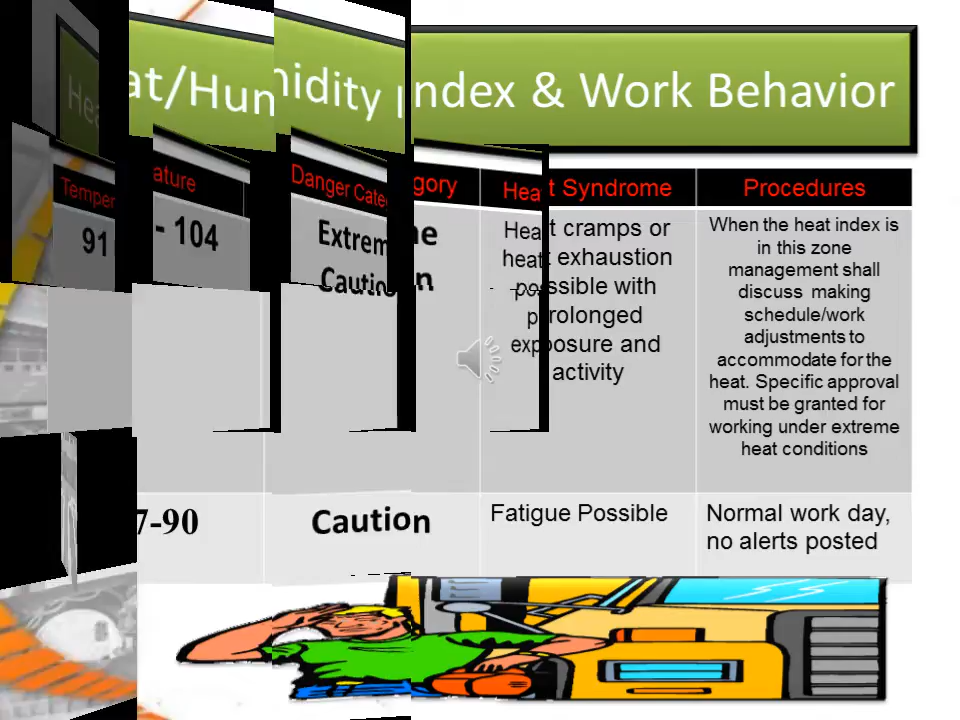 Heat/Humidity Index & Work Behavior
Temperature
Danger Category
Heat Syndrome
Procedures
91 - 104
Extreme
Caution
Heat cramps or
heat exhaustion
possible with
prolonged
exposure and
activity
When the heat index is
in this zone
management shall
discuss making
schedule/work
adjustments to
accommodate for the
heat. Specific approval
must be granted for
working under extreme
heat conditions
7-90
Caution
Fatigue Possible
Normal work day,
no alerts posted